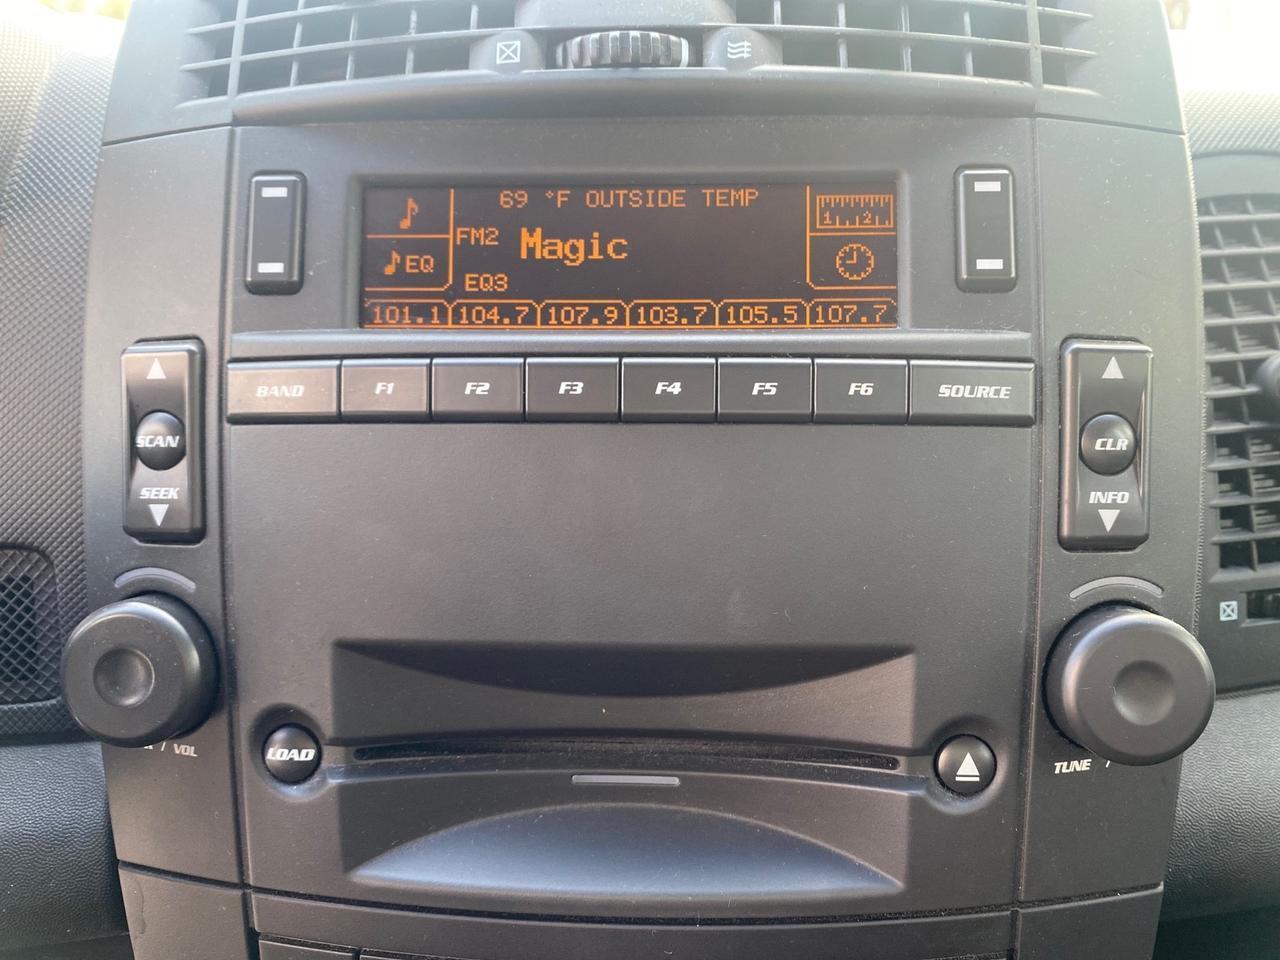 69 °F OUTSIDE TEMP
FM2 Magic
EQ
EQ3
1 2
101.1 104.7 107.9 103.7 105.5 107.7
BAND F1 F2 F3 F4 F5 F6 SOURCE
SCAN
SEEK
CLR
INFO
/ VOL
LOAD
TUNE /